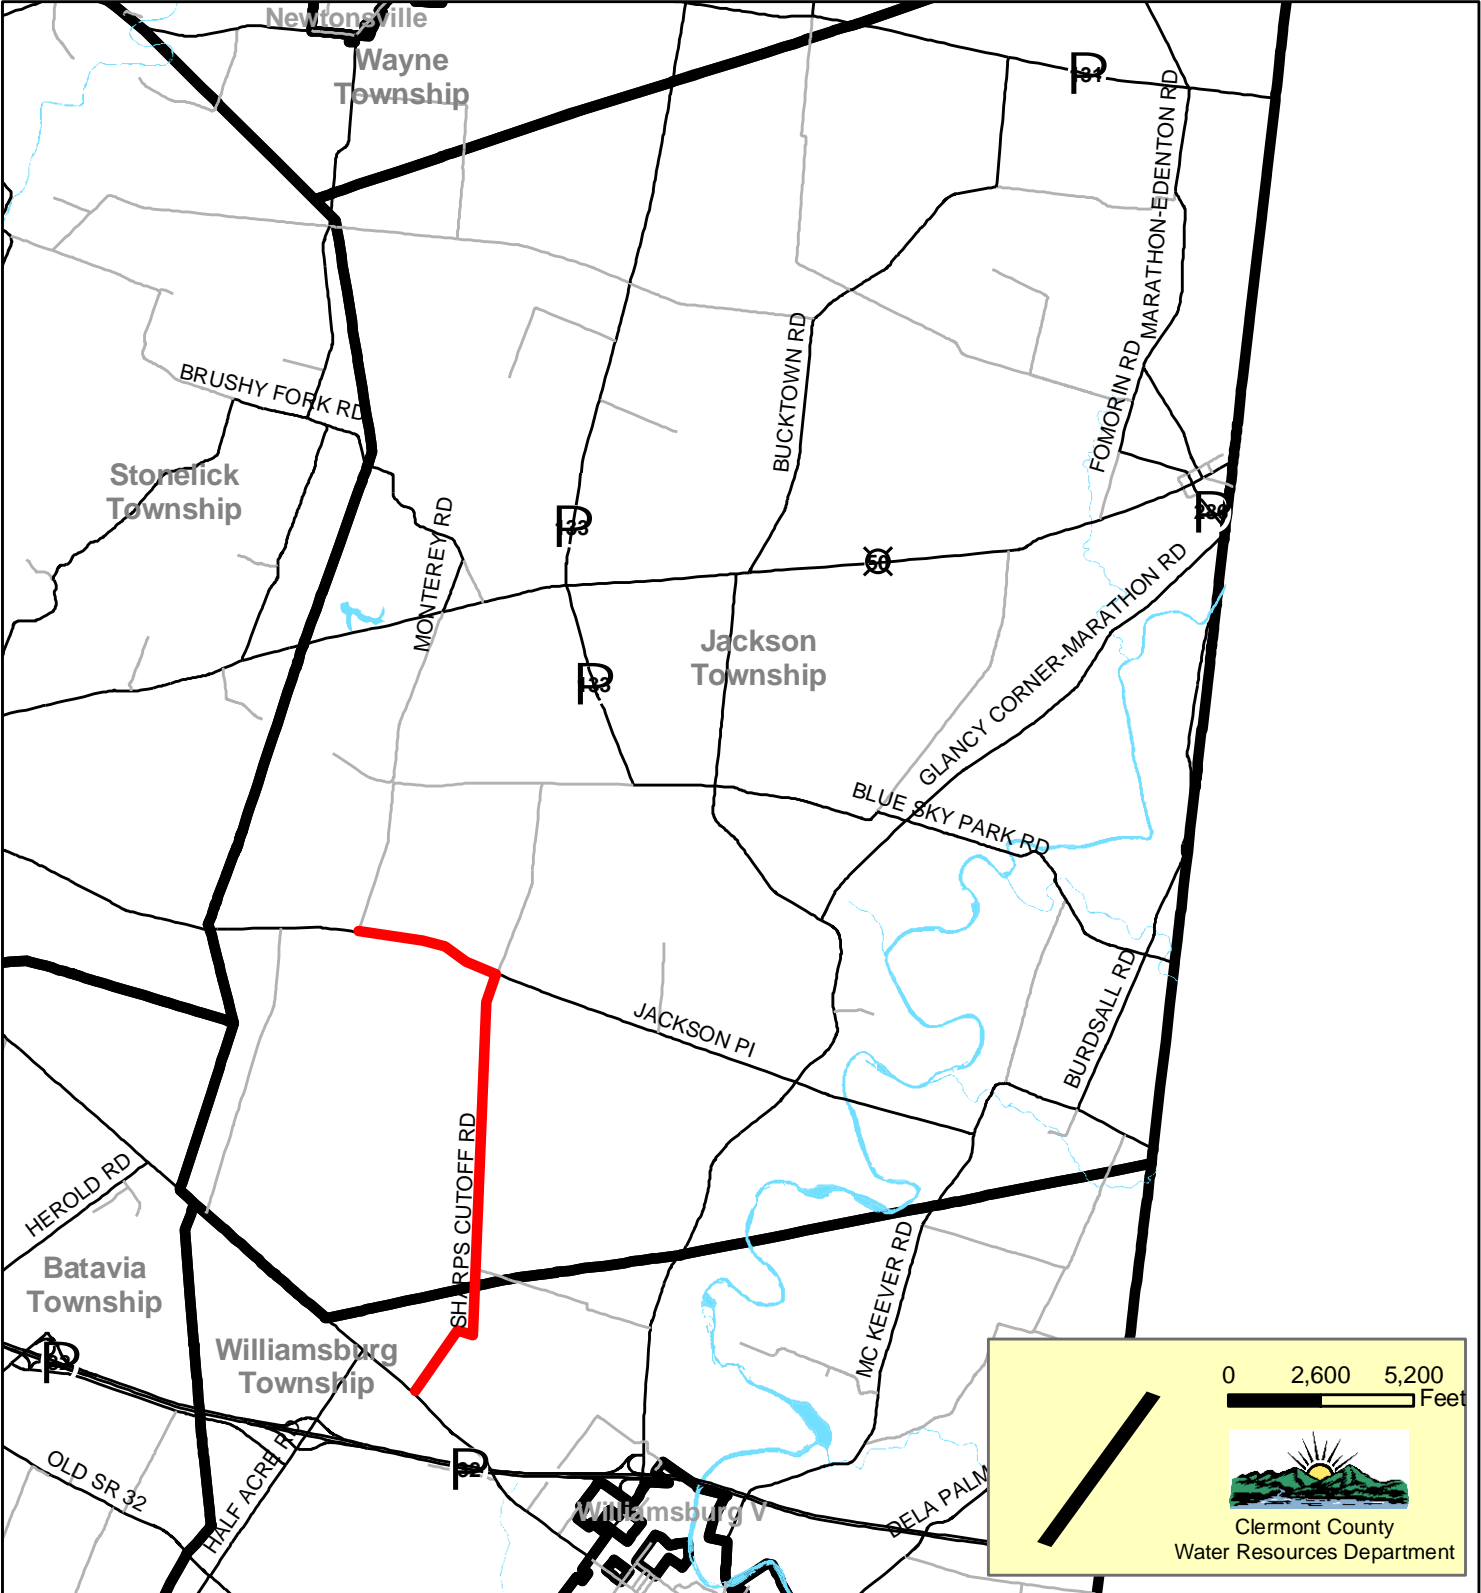 Newtonsville
Wayne
Township
P
131
MARATHON-EDENTON RD
BUCKTOWN RD
FOMORIN RD
BRUSHY FORK RD
Stonelick
Township
MONTEREY RD
P
133
P
50
Jackson
Township
P
133
GLANCY CORNER-MARATHON RD
BLUE SKY PARK RD
JACKSON PI
BURDSALL RD
SHARPS CUTOFF RD
HEROLD RD
MC KEEVER RD
Batavia
Township
Williamsburg
Township
P
32
P
32
OLD SR 32
HALF ACRE RD
Williamsburg V
DELA PALM
0 2,600 5,200
Feet
Clermont County
Water Resources Department